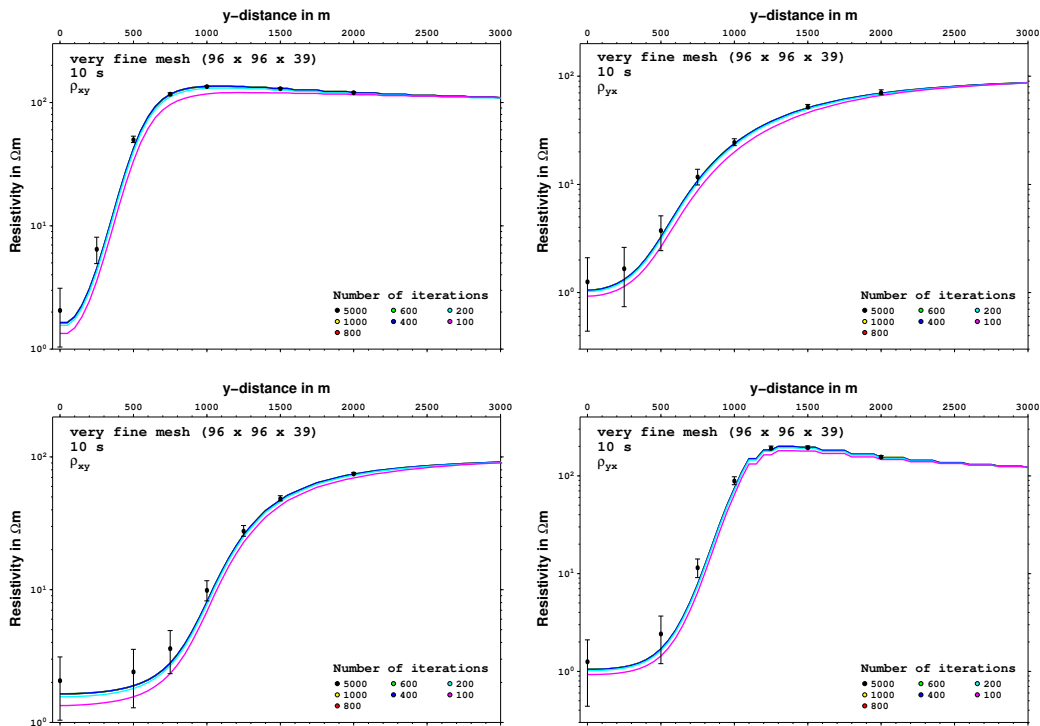 y−distance in m
0 500 1000 1500 2000 2500 3000
very fine mesh (96 x 96 x 39)
10 s
ρxy
Resistivity in Ωm
10²
10¹
10⁰
Number of iterations
5000 600 200
1000 400 100
800
y−distance in m
0 500 1000 1500 2000 2500 3000
very fine mesh (96 x 96 x 39)
10 s
ρyx
Resistivity in Ωm
10²
10¹
10⁰
Number of iterations
5000 600 200
1000 400 100
800
y−distance in m
0 500 1000 1500 2000 2500 3000
very fine mesh (96 x 96 x 39)
10 s
ρxy
Resistivity in Ωm
10²
10¹
10⁰
Number of iterations
5000 600 200
1000 400 100
800
y−distance in m
0 500 1000 1500 2000 2500 3000
very fine mesh (96 x 96 x 39)
10 s
ρyx
Resistivity in Ωm
10²
10¹
10⁰
Number of iterations
5000 600 200
1000 400 100
800